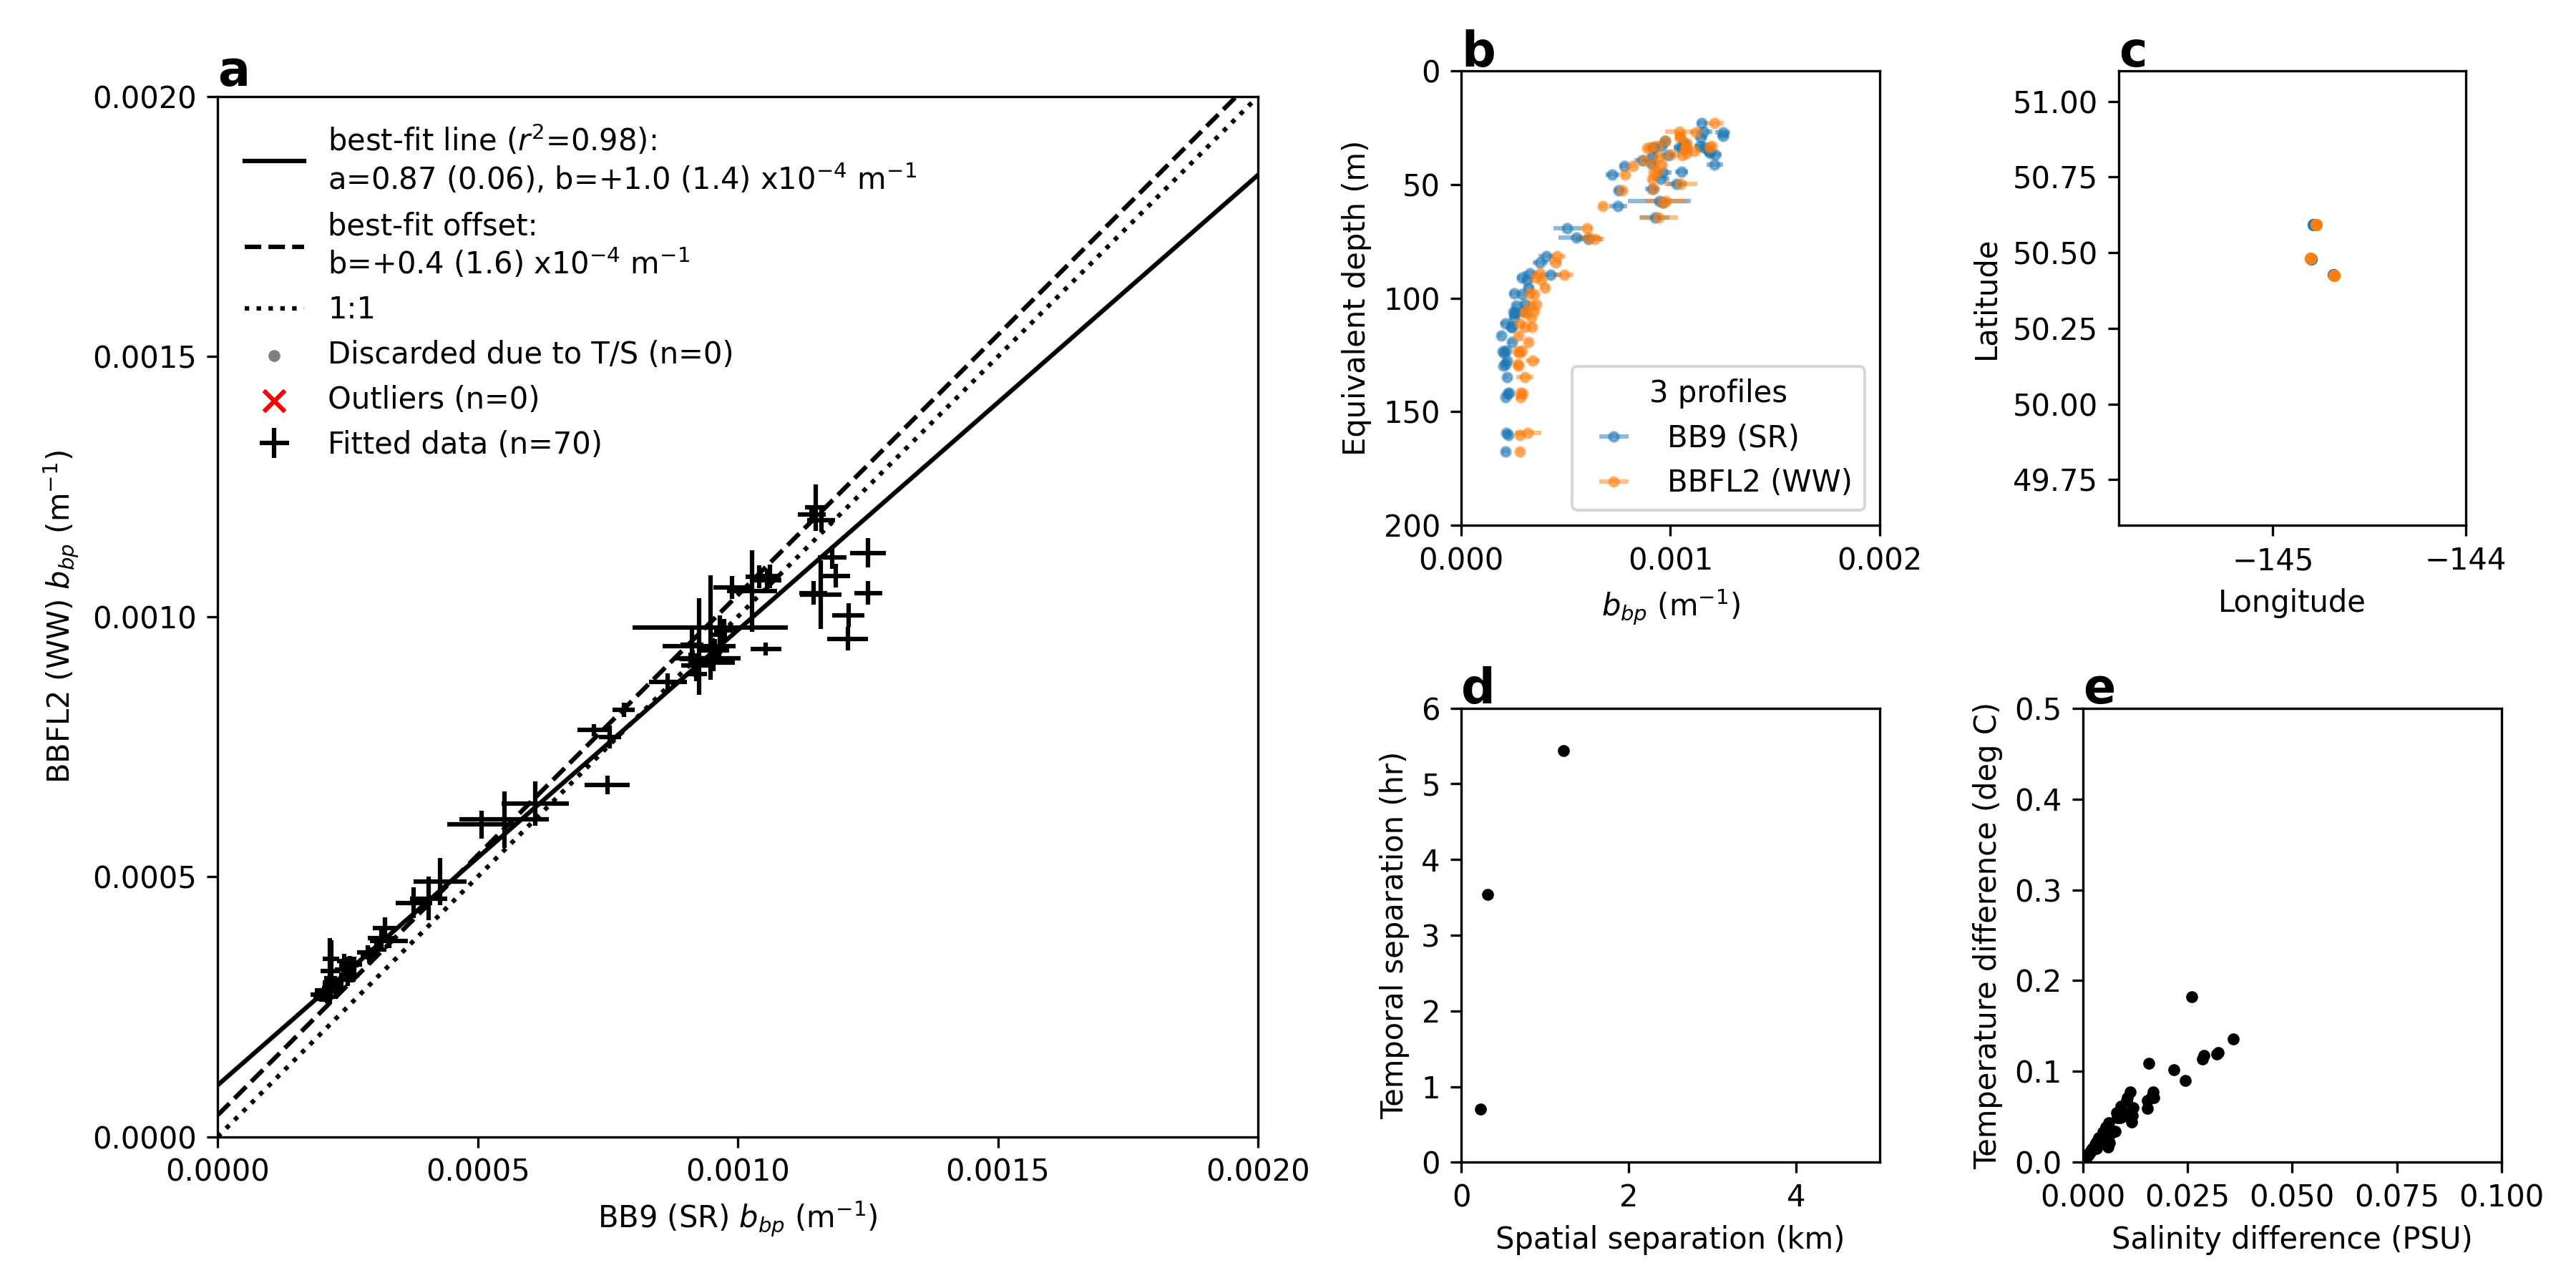 a
0.0020
0.0015
0.0010
0.0005
0.0000
BBFL2 (WW) b_bp (m⁻¹)
best-fit line (r²=0.98):
a=0.87 (0.06), b=+1.0 (1.4) x10⁻⁴ m⁻¹
best-fit offset:
b=+0.4 (1.6) x10⁻⁴ m⁻¹
1:1
Discarded due to T/S (n=0)
Outliers (n=0)
Fitted data (n=70)
0.0000 0.0005 0.0010 0.0015 0.0020
BB9 (SR) b_bp (m⁻¹)
b
0
50
100
150
200
Equivalent depth (m)
3 profiles
BB9 (SR)
BBFL2 (WW)
0.000 0.001 0.002
b_bp (m⁻¹)
c
51.00
50.75
50.50
50.25
50.00
49.75
Latitude
−145 −144
Longitude
d
6
5
4
3
2
1
0
Temporal separation (hr)
0 2 4
Spatial separation (km)
e
0.5
0.4
0.3
0.2
0.1
0.0
Temperature difference (deg C)
0.000 0.025 0.050 0.075 0.100
Salinity difference (PSU)